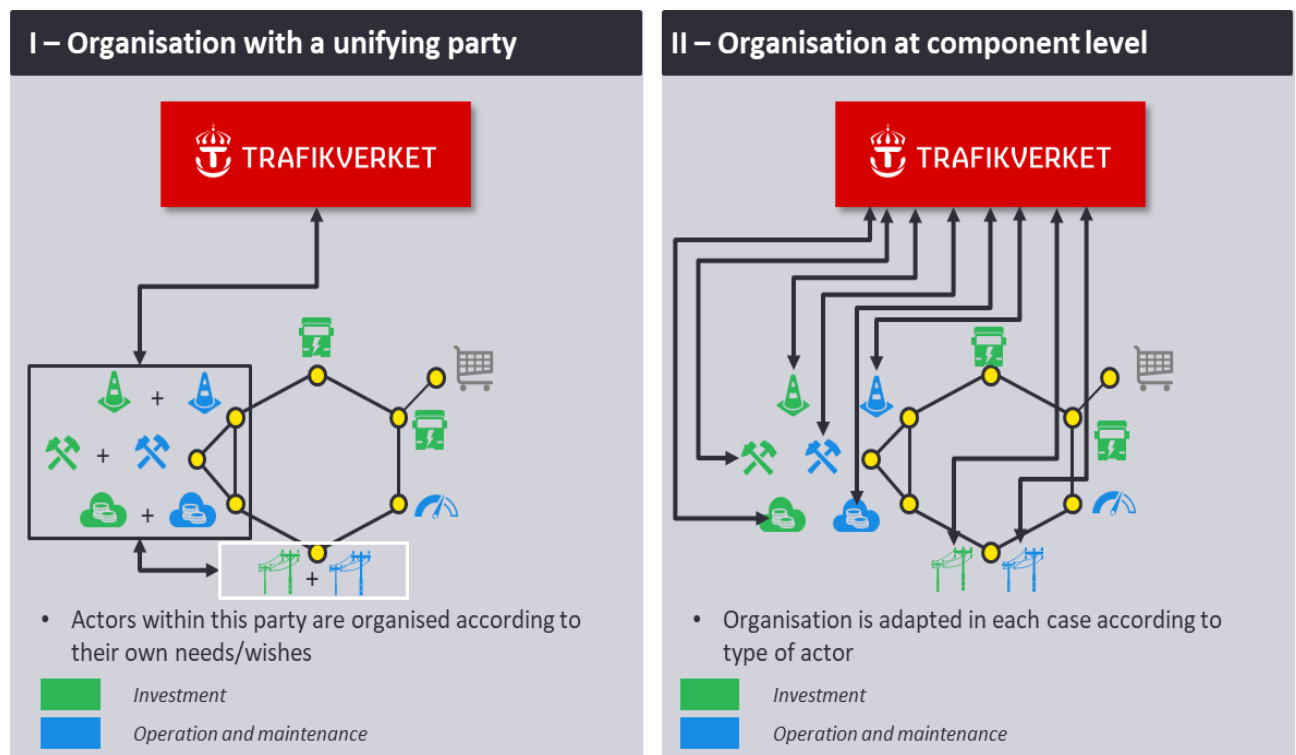 I – Organisation with a unifying party
TRAFIKVERKET
+
+
+
+
• Actors within this party are organised according to
their own needs/wishes
Investment
Operation and maintenance
II – Organisation at component level
TRAFIKVERKET
• Organisation is adapted in each case according to
type of actor
Investment
Operation and maintenance